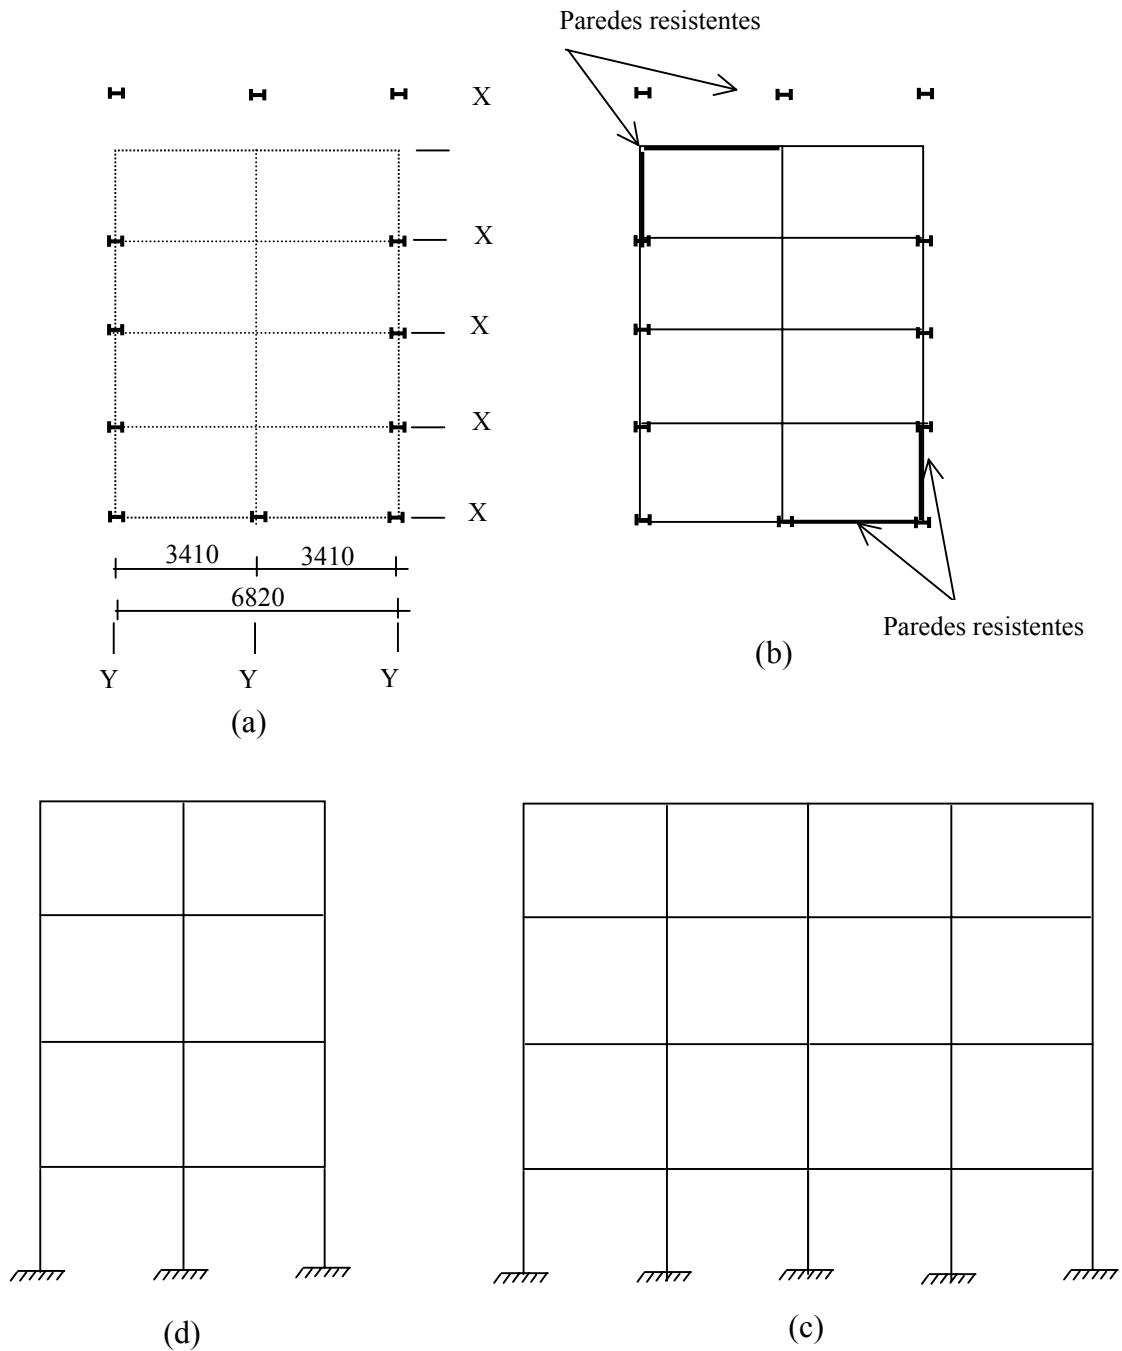 Paredes resistentes
X
X
X
X
X
3410 3410
6820
Y Y Y
(a)
Paredes resistentes
(b)
(d)
(c)